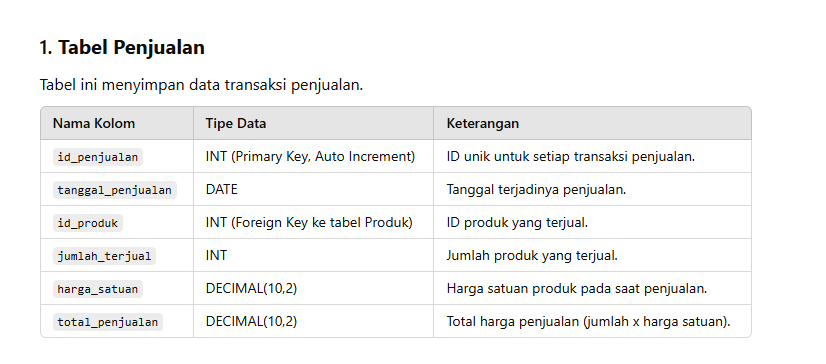 1. Tabel Penjualan
Tabel ini menyimpan data transaksi penjualan.
Nama Kolom Tipe Data Keterangan
id_penjualan INT (Primary Key, Auto Increment) ID unik untuk setiap transaksi penjualan.
tanggal_penjualan DATE Tanggal terjadinya penjualan.
id_produk INT (Foreign Key ke tabel Produk) ID produk yang terjual.
jumlah_terjual INT Jumlah produk yang terjual.
harga_satuan DECIMAL(10,2) Harga satuan produk pada saat penjualan.
total_penjualan DECIMAL(10,2) Total harga penjualan (jumlah x harga satuan).